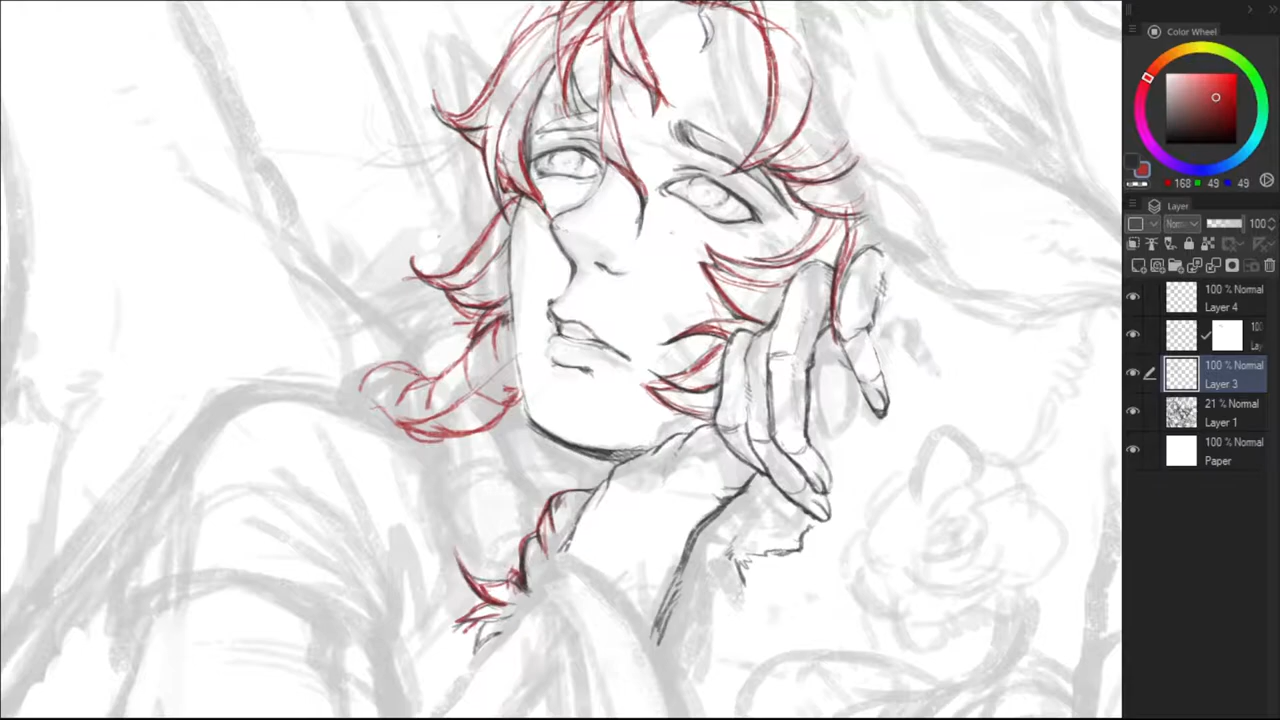 Color Wheel
168 49 49
Layer
Norm 100
100 % Normal
Layer 4
100 % Normal
Layer 3
21 % Normal
Layer 1
100 % Normal
Paper